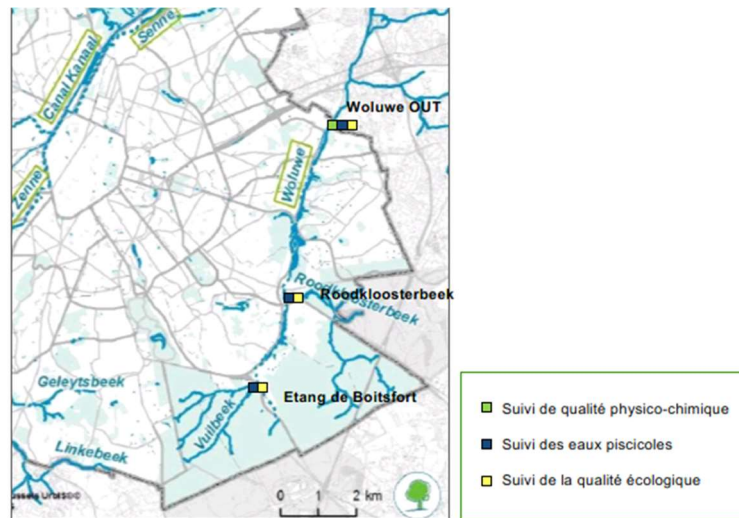 Senne
Canal Kanaal
Zenne
Woluwe OUT
Woluwe
Roodkloosterbeek
Roodkloosterbeek
Etang de Boitsfort
Geleytsbeek
Vuilbeek
Linkebeek
0 1 2 km
Suivi de qualité physico-chimique
Suivi des eaux piscicoles
Suivi de la qualité écologique